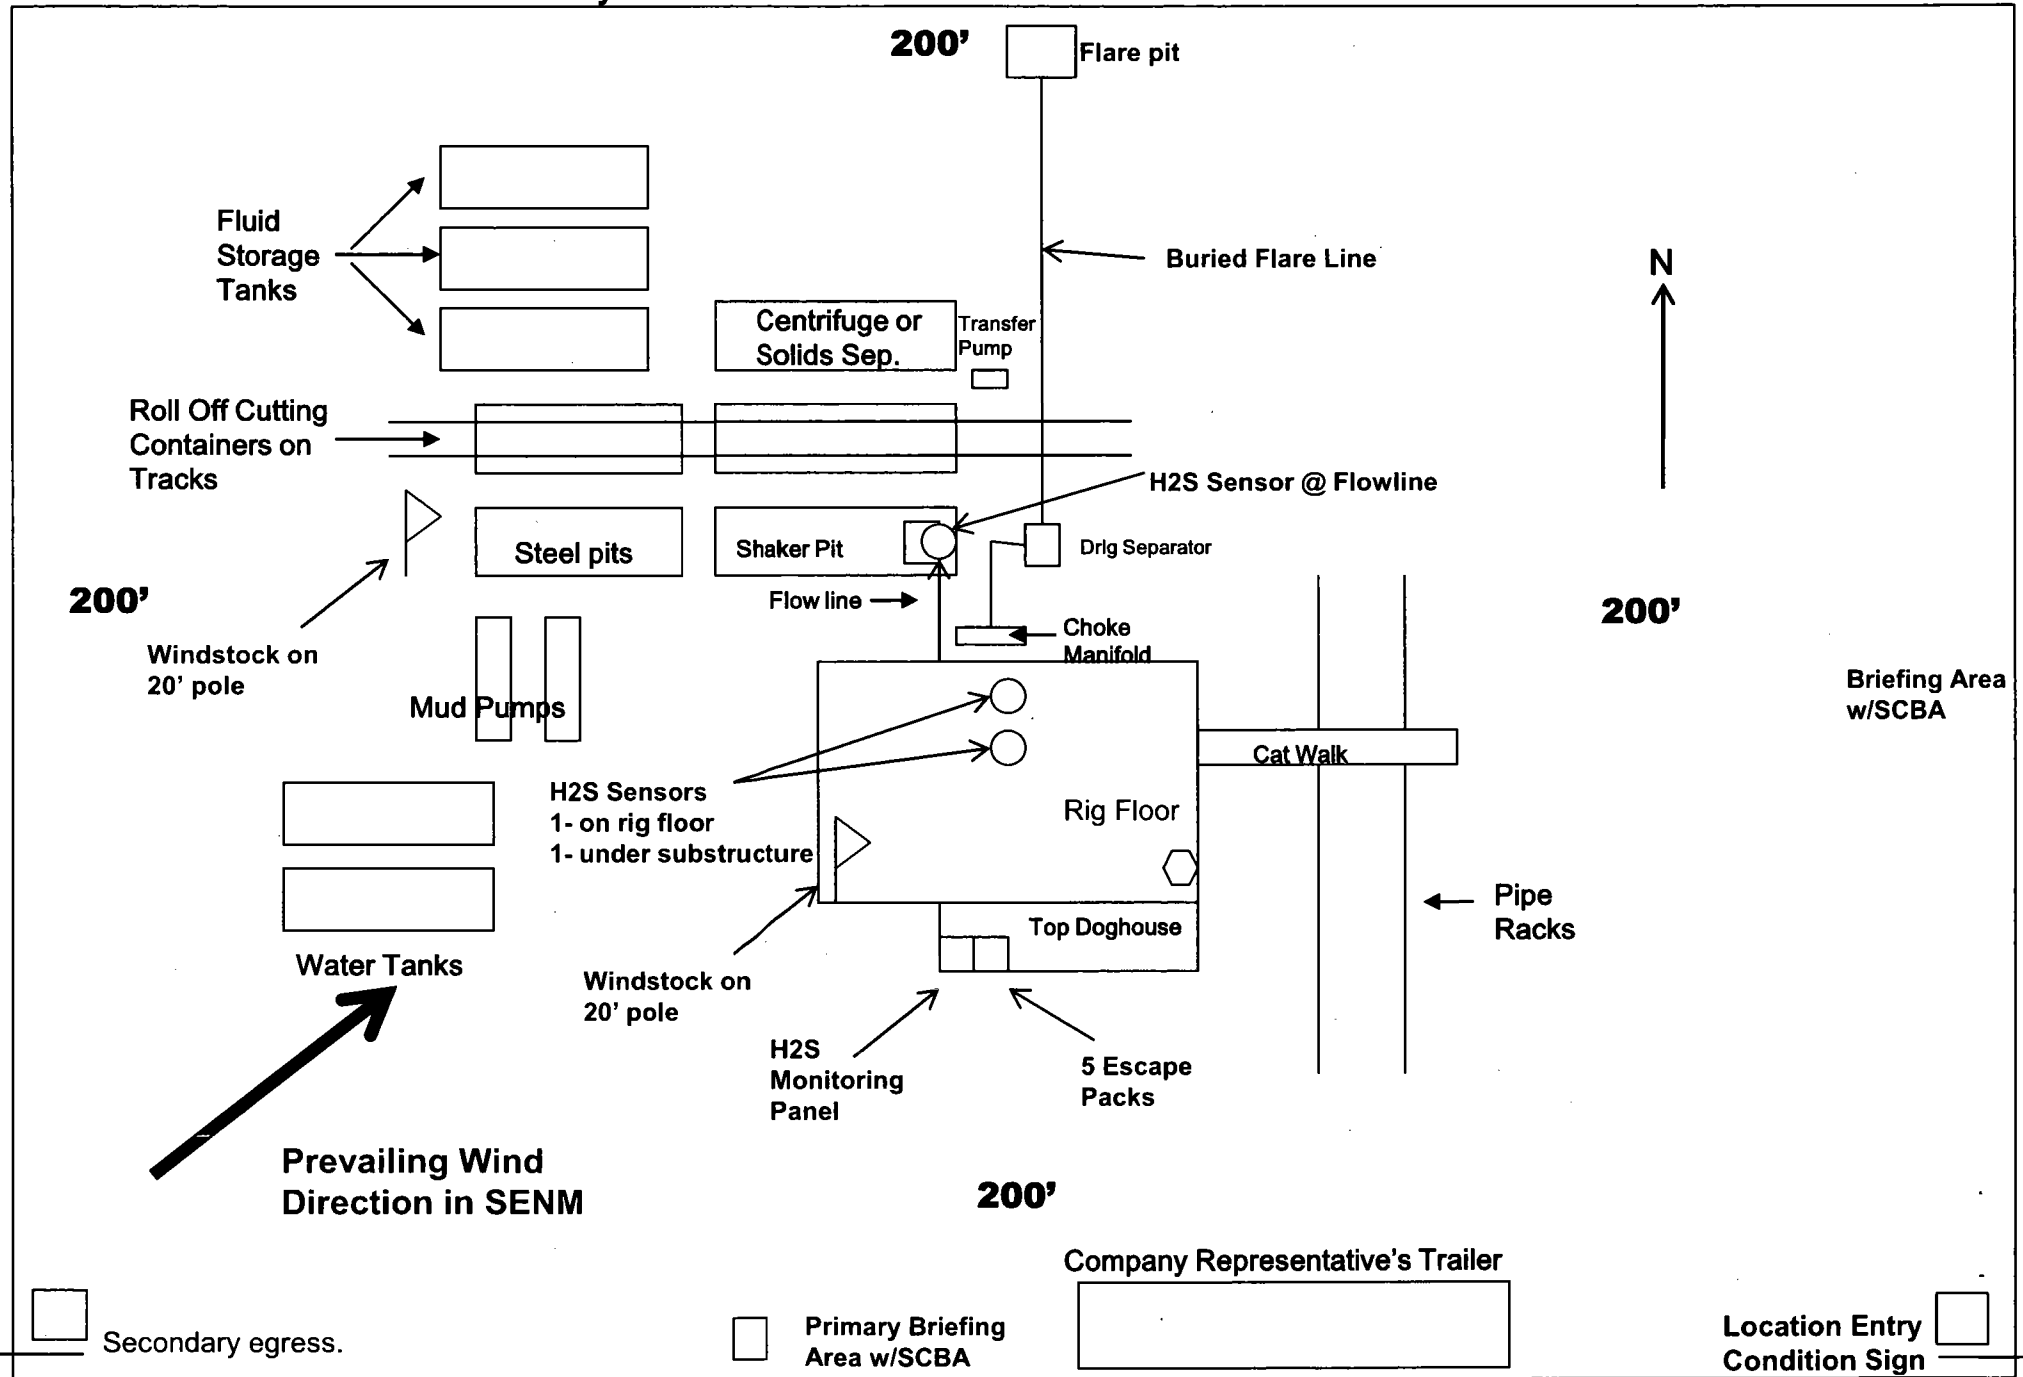 200’
Flare pit
Fluid
Storage
Tanks
Buried Flare Line
N
Centrifuge or
Solids Sep.
Transfer
Pump
Roll Off Cutting
Containers on
Tracks
H2S Sensor @ Flowline
Steel pits
Shaker Pit
Drlg Separator
200’
Flow line
200’
Choke
Manifold
Windstock on
20’ pole
Briefing Area
w/SCBA
Mud Pumps
Cat Walk
H2S Sensors
1- on rig floor
1- under substructure
Rig Floor
Pipe
Racks
Top Doghouse
Water Tanks
Windstock on
20’ pole
H2S
Monitoring
Panel
5 Escape
Packs
Prevailing Wind
Direction in SENM
200’
Company Representative’s Trailer
Secondary egress.
Primary Briefing
Area w/SCBA
Location Entry
Condition Sign